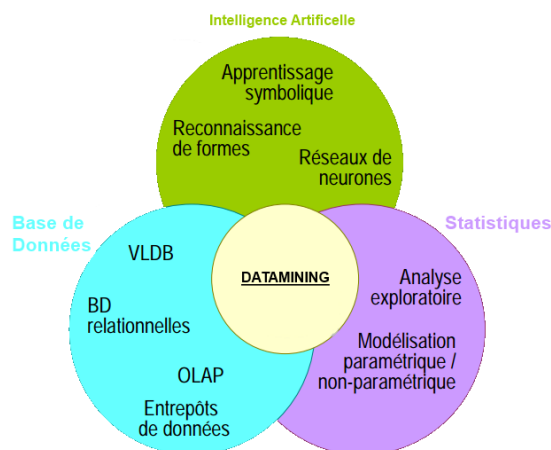 Intelligence Artificielle
Apprentissage
symbolique
Reconnaissance
de formes
Réseaux de
neurones
Base de
Données
VLDB
BD
relationnelles
OLAP
Entrepôts
de données
DATAMINING
Statistiques
Analyse
exploratoire
Modélisation
paramétrique /
non-paramétrique